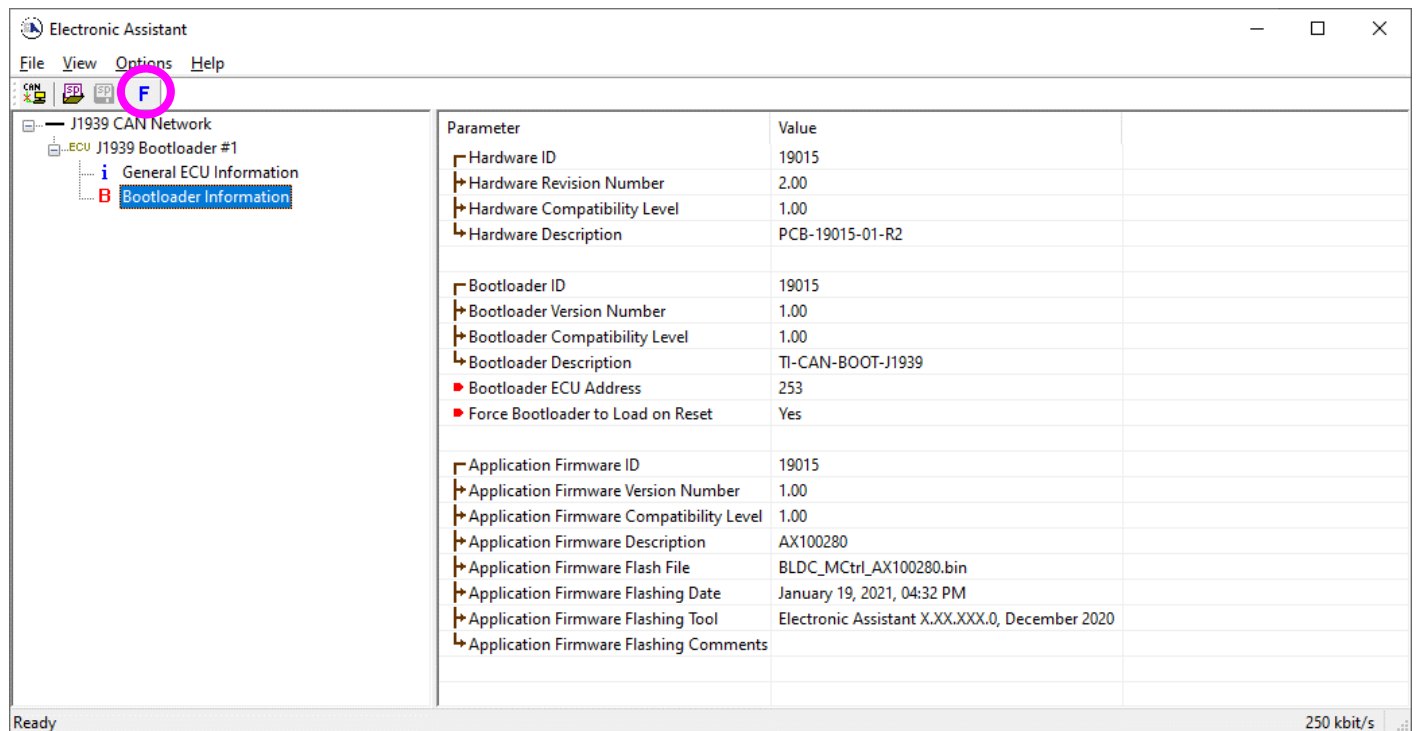 Electronic Assistant
File View Options Help
CAN SP SP F
J1939 CAN Network
ECU J1939 Bootloader #1
i General ECU Information
B Bootloader Information
Parameter Value
Hardware ID 19015
Hardware Revision Number 2.00
Hardware Compatibility Level 1.00
Hardware Description PCB-19015-01-R2
Bootloader ID 19015
Bootloader Version Number 1.00
Bootloader Compatibility Level 1.00
Bootloader Description TI-CAN-BOOT-J1939
Bootloader ECU Address 253
Force Bootloader to Load on Reset Yes
Application Firmware ID 19015
Application Firmware Version Number 1.00
Application Firmware Compatibility Level 1.00
Application Firmware Description AX100280
Application Firmware Flash File BLDC_MCtrl_AX100280.bin
Application Firmware Flashing Date January 19, 2021, 04:32 PM
Application Firmware Flashing Tool Electronic Assistant X.XX.XXX.0, December 2020
Application Firmware Flashing Comments
Ready 250 kbit/s